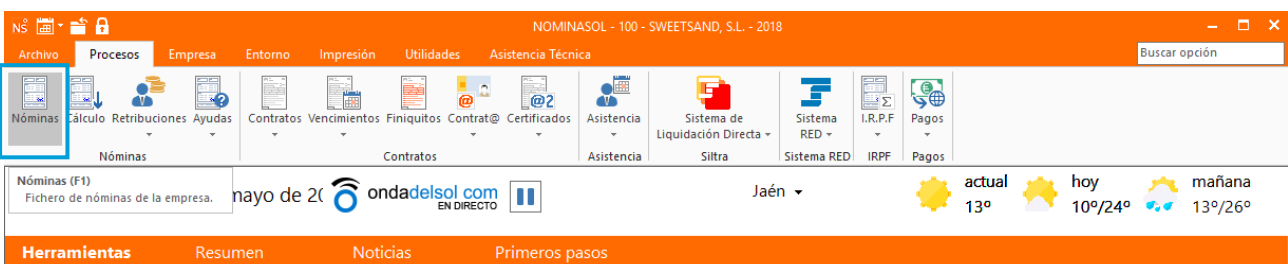 NS
NOMINASOL - 100 - SWEETSAND, S.L. - 2018
Archivo Procesos Empresa Entorno Impresión Utilidades Asistencia Técnica Buscar opción
Nóminas Cálculo Retribuciones Ayudas Contratos Vencimientos Finiquitos Contrat@ Certificados Asistencia Sistema de Sistema I.R.P.F Pagos
Liquidación Directa RED
Nóminas Contratos Asistencia Siltra Sistema RED IRPF Pagos
Nóminas (F1)
Fichero de nóminas de la empresa.
mayo de 20
ondadelsol com
EN DIRECTO
Jaén
actual
13º
hoy
10º/24º
mañana
13º/26º
Herramientas Resumen Noticias Primeros pasos